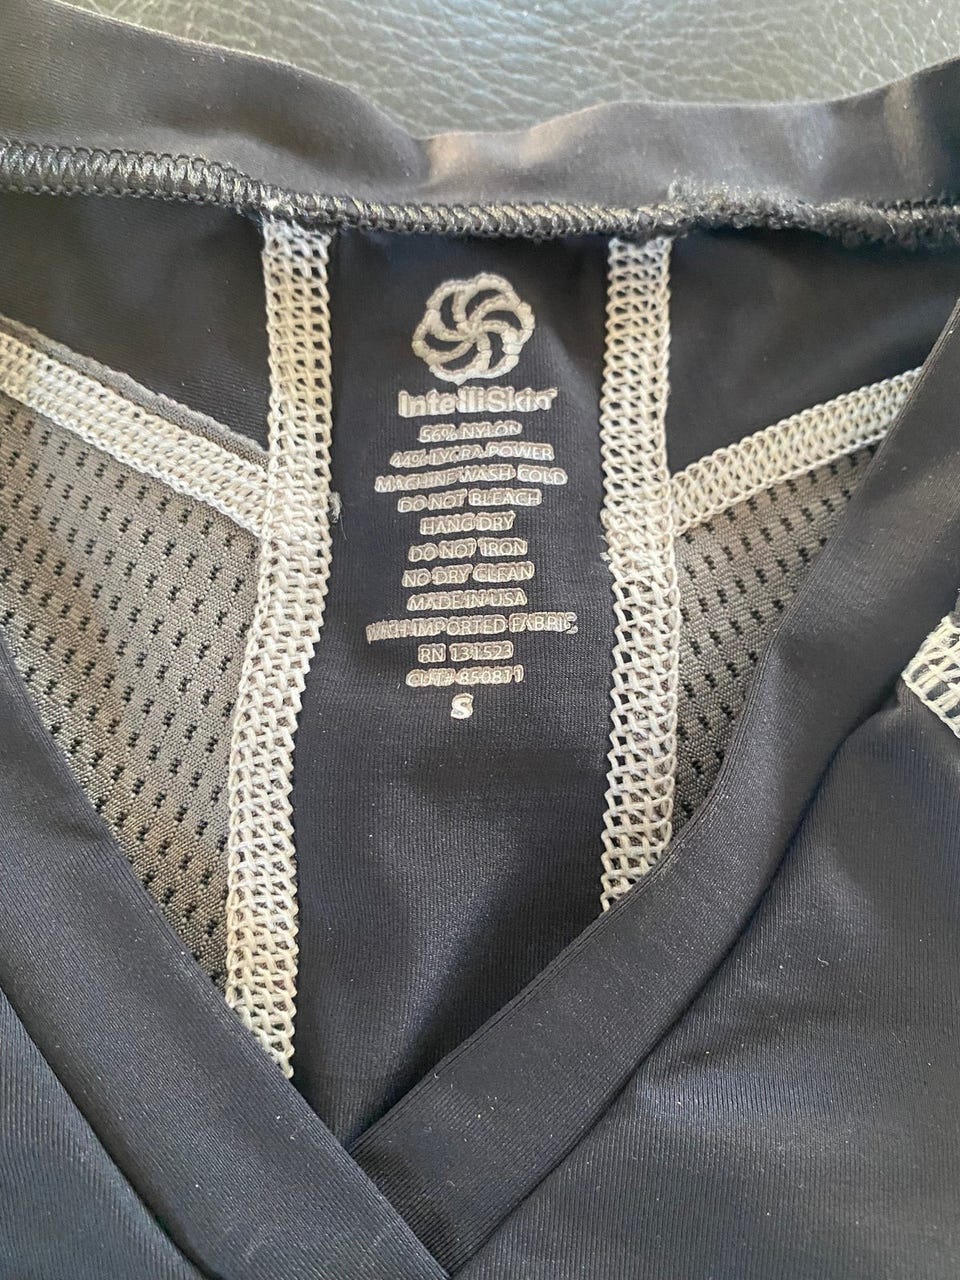 IntelliSkin™
56% NYLON
44% LYCRA POWER
MACHINE WASH COLD
DO NOT BLEACH
HANG DRY
DO NOT IRON
NO DRY CLEAN
MADE IN USA
WITH IMPORTED FABRIC
RN 131523
CUT# 850811
S